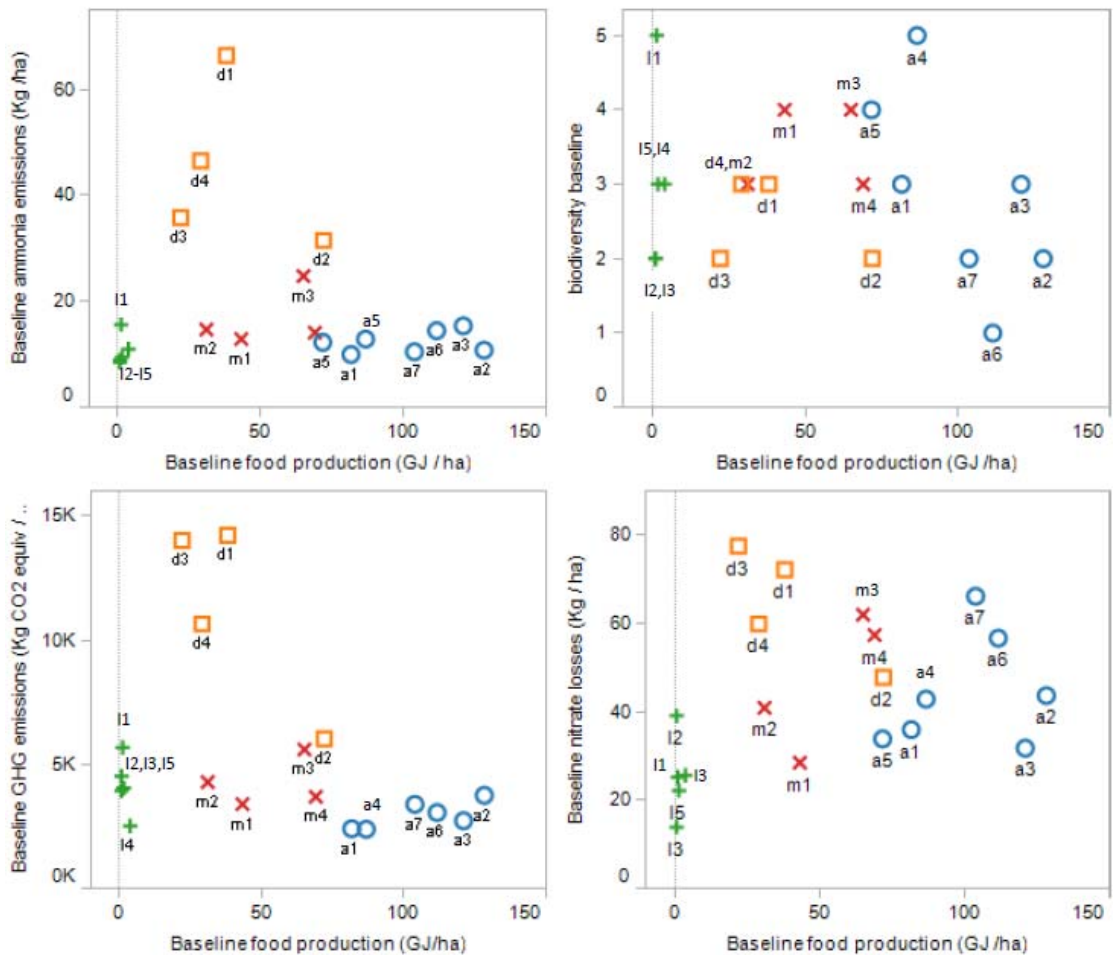 Baseline ammonia emissions (Kg /ha)
60
40
20
0
d1
d4
d3
d2
m3
l1
a5
m2
m1
a5
a1
a7
a6
a3
a2
l2-l5
0
50
100
150
Baseline food production (GJ / ha)
biodiversity baseline
5
4
3
2
1
l1
a4
m3
m1
a5
l5,l4
d4,m2
d1
m4
a1
a3
l2,l3
d3
d2
a7
a2
a6
0
50
100
150
Baseline food production (GJ /ha)
Baseline GHG emissions (Kg CO2 equiv / ..
15K
10K
5K
0K
d3
d1
d4
l1
l2,l3,l5
d2
m3
m2
m1
m4
a4
a7
a6
a3
a2
l4
a1
0
50
100
150
Baseline food production (GJ/ha)
Baseline nitrate losses (Kg / ha)
80
60
40
20
0
d3
d1
m3
a7
d4
m4
a6
a4
d2
l2
m2
a2
a5
a1
a3
l1
l3
m1
l5
l3
0
50
100
150
Baseline food production (GJ/ha)